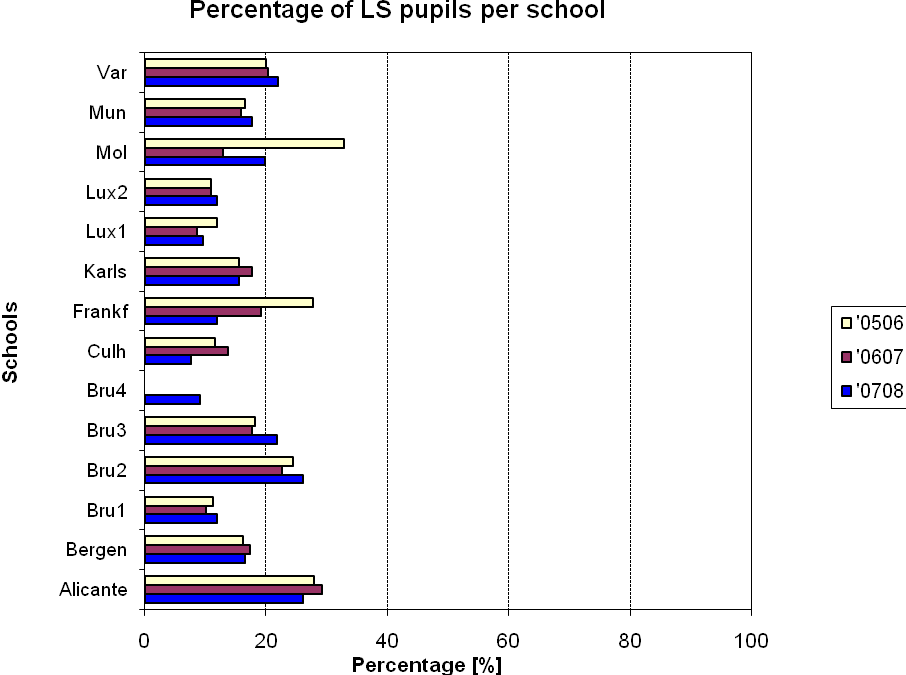 Percentage of LS pupils per school
Var
Mun
Mol
Lux2
Lux1
Karls
Frankf
Culh
Bru4
Bru3
Bru2
Bru1
Bergen
Alicante
Schools
0 20 40 60 80 100
Percentage [%]
'0506
'0607
'0708